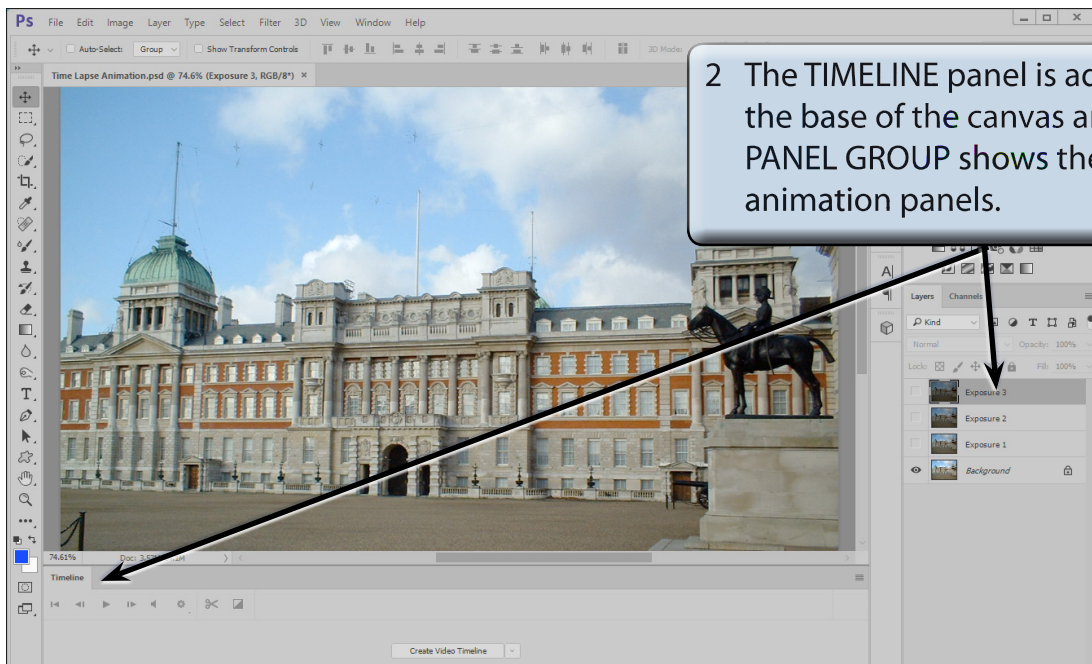 Ps File Edit Image Layer Type Select Filter 3D View Window Help
Auto-Select: Group Show Transform Controls 3D Mode:
Time Lapse Animation.psd @ 74.6% (Exposure 3, RGB/8*) ×
2 The TIMELINE panel is
the base of the canvas
PANEL GROUP shows
animation panels.
Layers Channels
Kind
Normal Opacity: 100%
Lock: Fill: 100%
Exposure 3
Exposure 2
Exposure 1
Background
74.61% Doc:
Timeline
Create Video Timeline